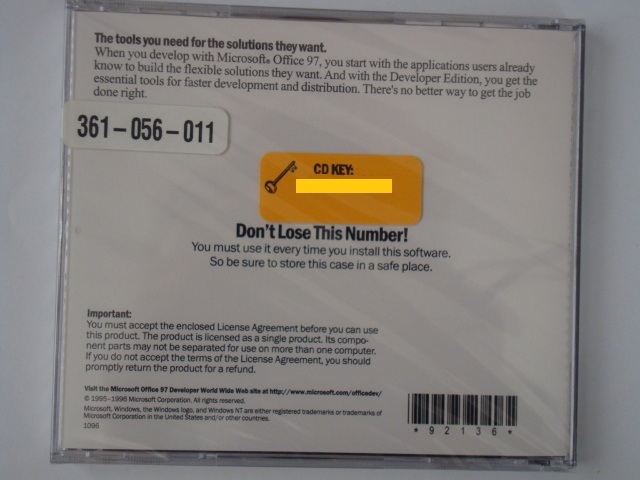 The tools you need for the solutions they want.
When you develop with Microsoft® Office 97, you start with the applications users already
know to build the flexible solutions they want. And with the Developer Edition, you get the
essential tools for faster development and distribution. There's no better way to get the job
done right.
361-056-011
CD KEY:
Don't Lose This Number!
You must use it every time you install this software.
So be sure to store this case in a safe place.
Important:
You must accept the enclosed License Agreement before you can use
this product. The product is licensed as a single product. Its compo-
nent parts may not be separated for use on more than one computer.
If you do not accept the terms of the License Agreement, you should
promptly return the product for a refund.
Visit the Microsoft Office 97 Developer World Wide Web site at http://www.microsoft.com/officedev/
© 1995-1996 Microsoft Corporation. All rights reserved.
Microsoft, Windows, the Windows logo, and Windows NT are either registered trademarks or trademarks of
Microsoft Corporation in the United States and/or other countries.
1096
*92136*